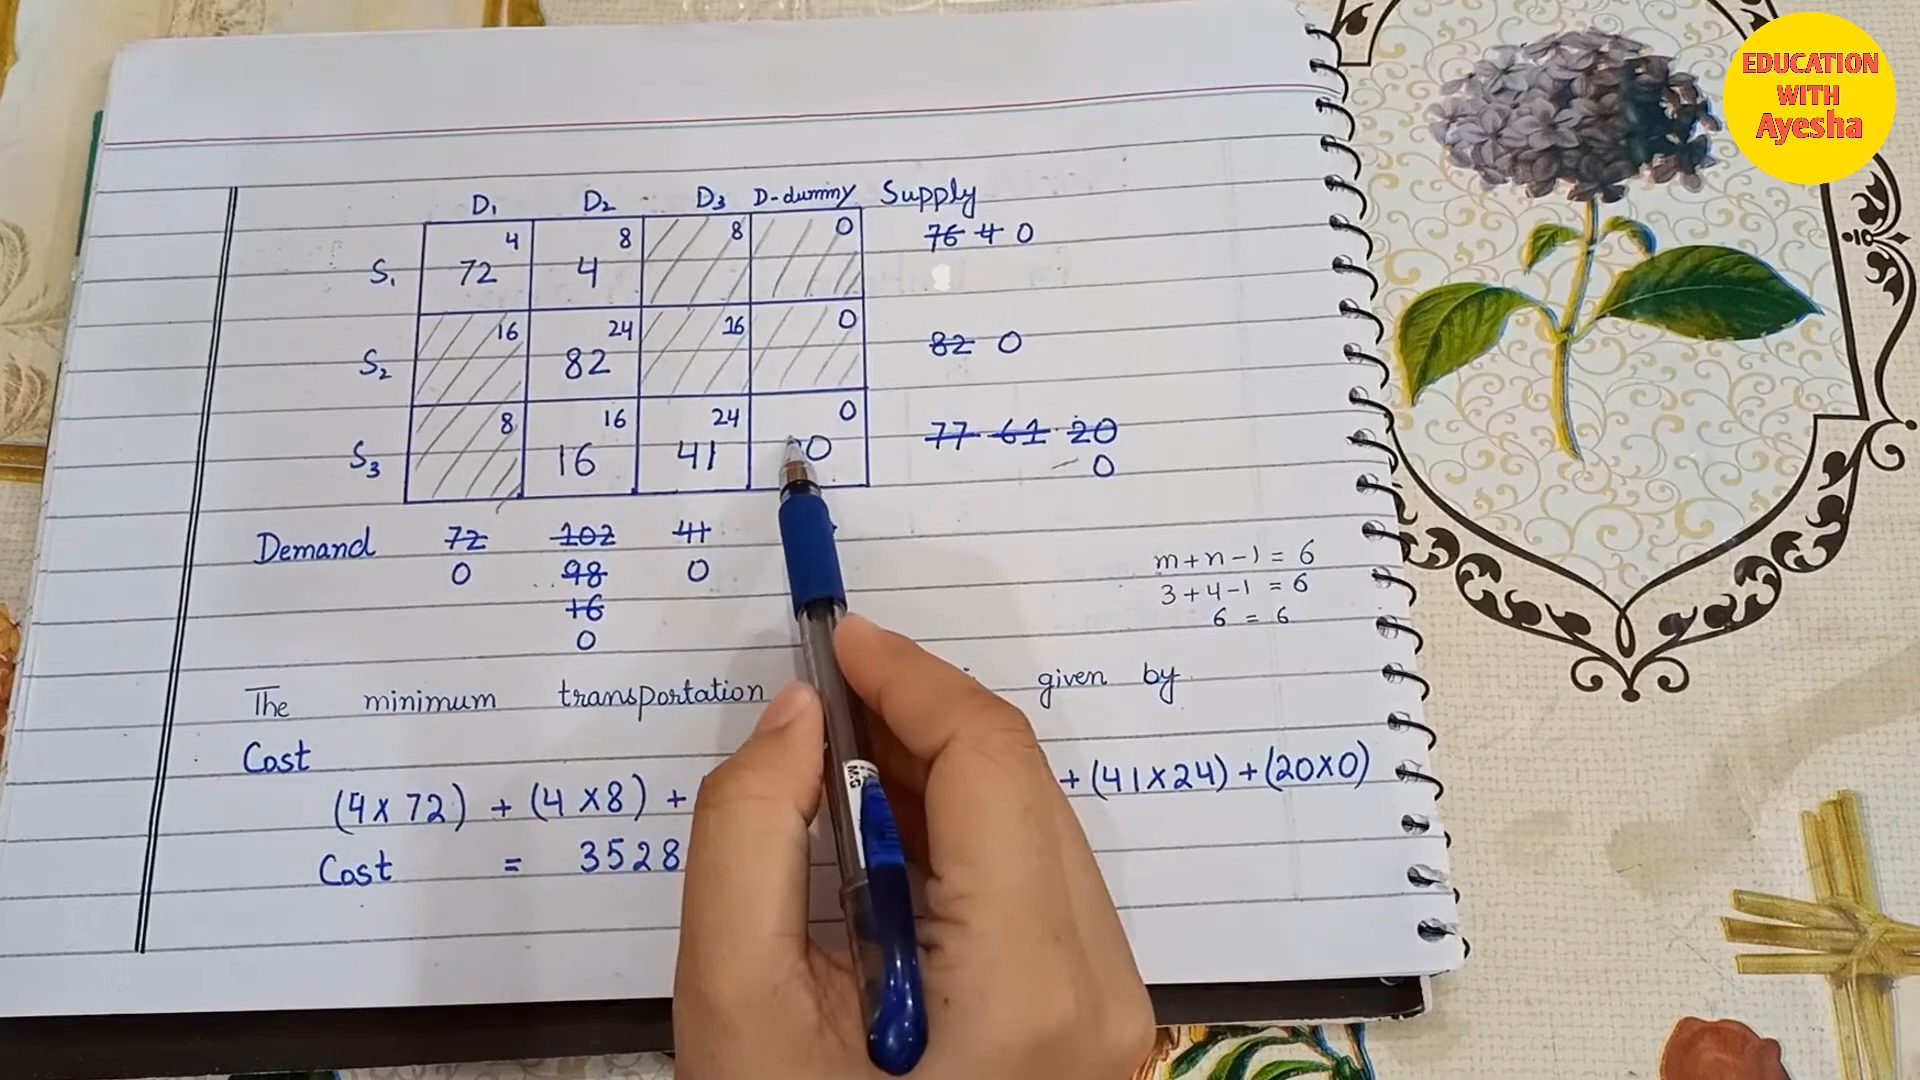 EDUCATION
WITH
Ayesha
D₁ D₂ D₃ D-dummy Supply
4 8 8 0
S₁ 72 4 76 4 0
16 24 16 0
S₂ 82 82 0
8 16 24 0
S₃ 16 41 77 61 20
0
Demand 72 102 41
0 98 0
16
0
m+n-1 = 6
3+4-1 = 6
6 = 6
The minimum transportation given by
Cost
(4x72) + (4x8) + + (41x24) + (20x0)
Cost = 3528